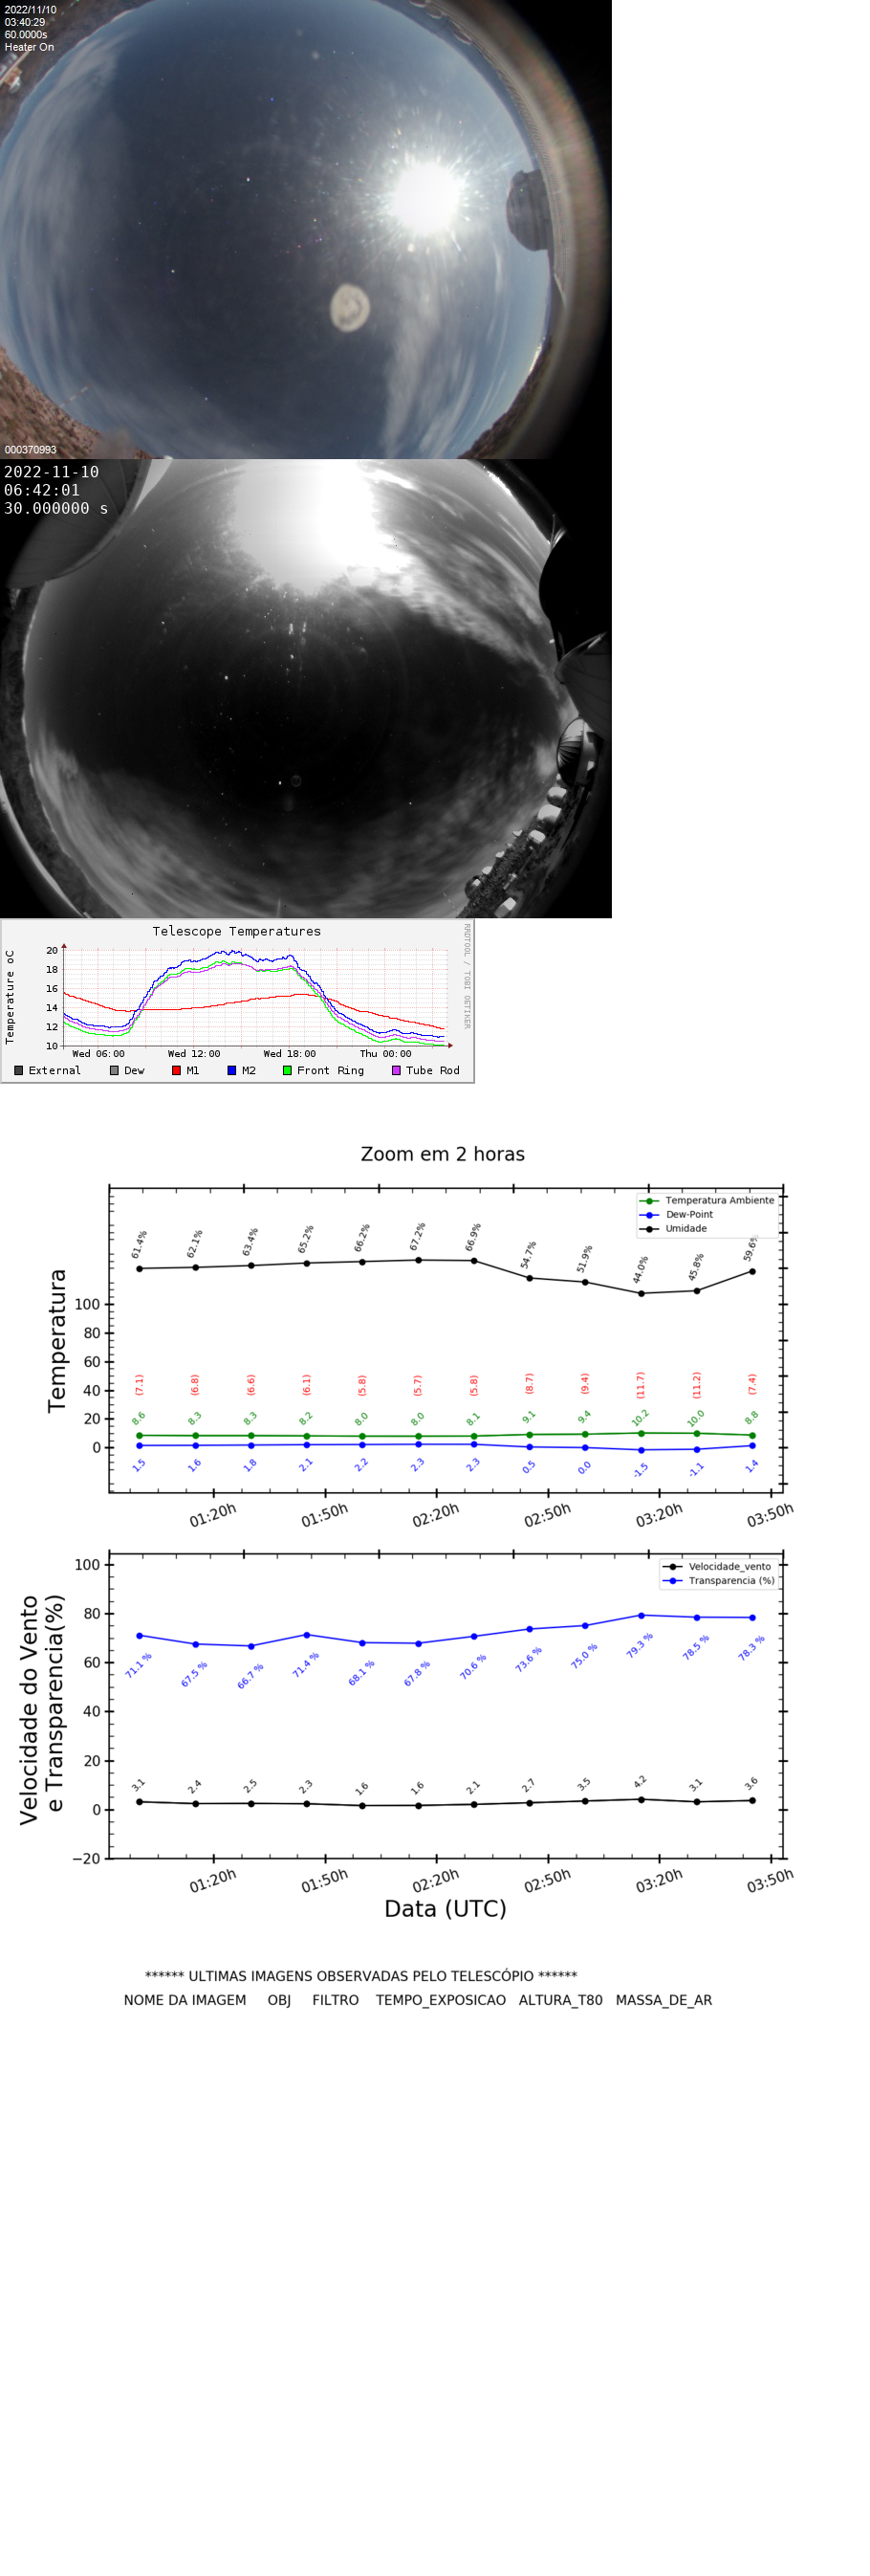 2022/11/10
03:40:29
60.0000s
Heater On
000370993
2022-11-10
06:42:01
30.000000 s
Telescope Temperatures
Temperature oC
RRDTOOL / TOBI OETIKER
20
18
16
14
12
10
Wed 06:00 Wed 12:00 Wed 18:00 Thu 00:00
External Dew M1 M2 Front Ring Tube Rod
Zoom em 2 horas
Temperatura Ambiente
Dew-Point
Umidade
61.4% 62.1% 63.4% 65.2% 66.2% 67.2% 66.9% 54.7% 51.9% 44.0% 45.8% 59.6%
Temperatura
100
80
60
40
20
0
(7.1) (6.8) (6.6) (6.1) (5.8) (5.7) (5.8) (8.7) (9.4) (11.7) (11.2) (7.4)
8.6 8.3 8.3 8.2 8.0 8.0 8.1 9.1 9.4 10.2 10.0 8.8
1.5 1.6 1.8 2.1 2.2 2.3 2.3 0.5 0.0 -1.5 -1.1 1.4
01:20h 01:50h 02:20h 02:50h 03:20h 03:50h
Velocidade do Vento
e Transparencia(%)
Velocidade_vento
Transparencia (%)
100
80
60
40
20
0
−20
71.1 % 67.5 % 66.7 % 71.4 % 68.1 % 67.8 % 70.6 % 73.6 % 75.0 % 79.3 % 78.5 % 78.3 %
3.1 2.4 2.5 2.3 1.6 1.6 2.1 2.7 3.5 4.2 3.1 3.6
01:20h 01:50h 02:20h 02:50h 03:20h 03:50h
Data (UTC)
****** ULTIMAS IMAGENS OBSERVADAS PELO TELESCÓPIO ******
NOME DA IMAGEM OBJ FILTRO TEMPO_EXPOSICAO ALTURA_T80 MASSA_DE_AR